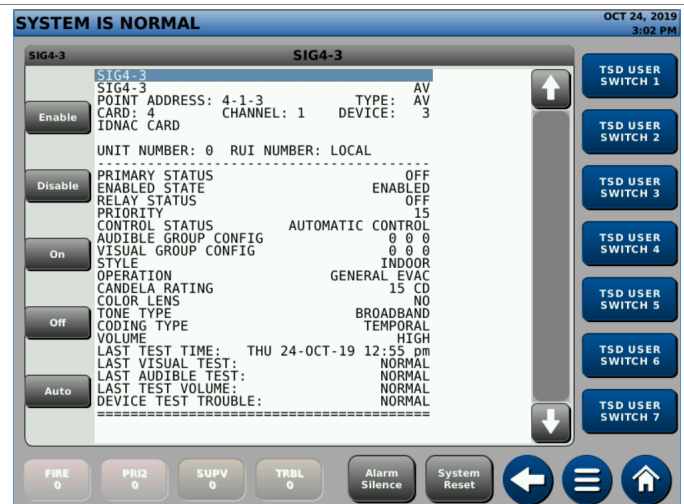 SYSTEM IS NORMAL
OCT 24, 2019
3:02 PM
SIG4-3
SIG4-3
SIG4-3
SIG4-3 AV
POINT ADDRESS: 4-1-3 TYPE: AV
CARD: 4 CHANNEL: 1 DEVICE: 3
IDNAC CARD
UNIT NUMBER: 0 RUI NUMBER: LOCAL
----------------------------------------
PRIMARY STATUS OFF
ENABLED STATE ENABLED
RELAY STATUS OFF
PRIORITY 15
CONTROL STATUS AUTOMATIC CONTROL
AUDIBLE GROUP CONFIG 0 0 0
VISUAL GROUP CONFIG 0 0 0
STYLE INDOOR
OPERATION GENERAL EVAC
CANDELA RATING 15 CD
COLOR LENS NO
TONE TYPE BROADBAND
CODING TYPE TEMPORAL
VOLUME HIGH
LAST TEST TIME: THU 24-OCT-19 12:55 pm
LAST VISUAL TEST: NORMAL
LAST AUDIBLE TEST: NORMAL
LAST TEST VOLUME: NORMAL
DEVICE TEST TROUBLE: NORMAL
========================================
Enable
Disable
On
Off
Auto
TSD USER
SWITCH 1
TSD USER
SWITCH 2
TSD USER
SWITCH 3
TSD USER
SWITCH 4
TSD USER
SWITCH 5
TSD USER
SWITCH 6
TSD USER
SWITCH 7
FIRE
0
PRI2
0
SUPV
0
TRBL
0
Alarm
Silence
System
Reset